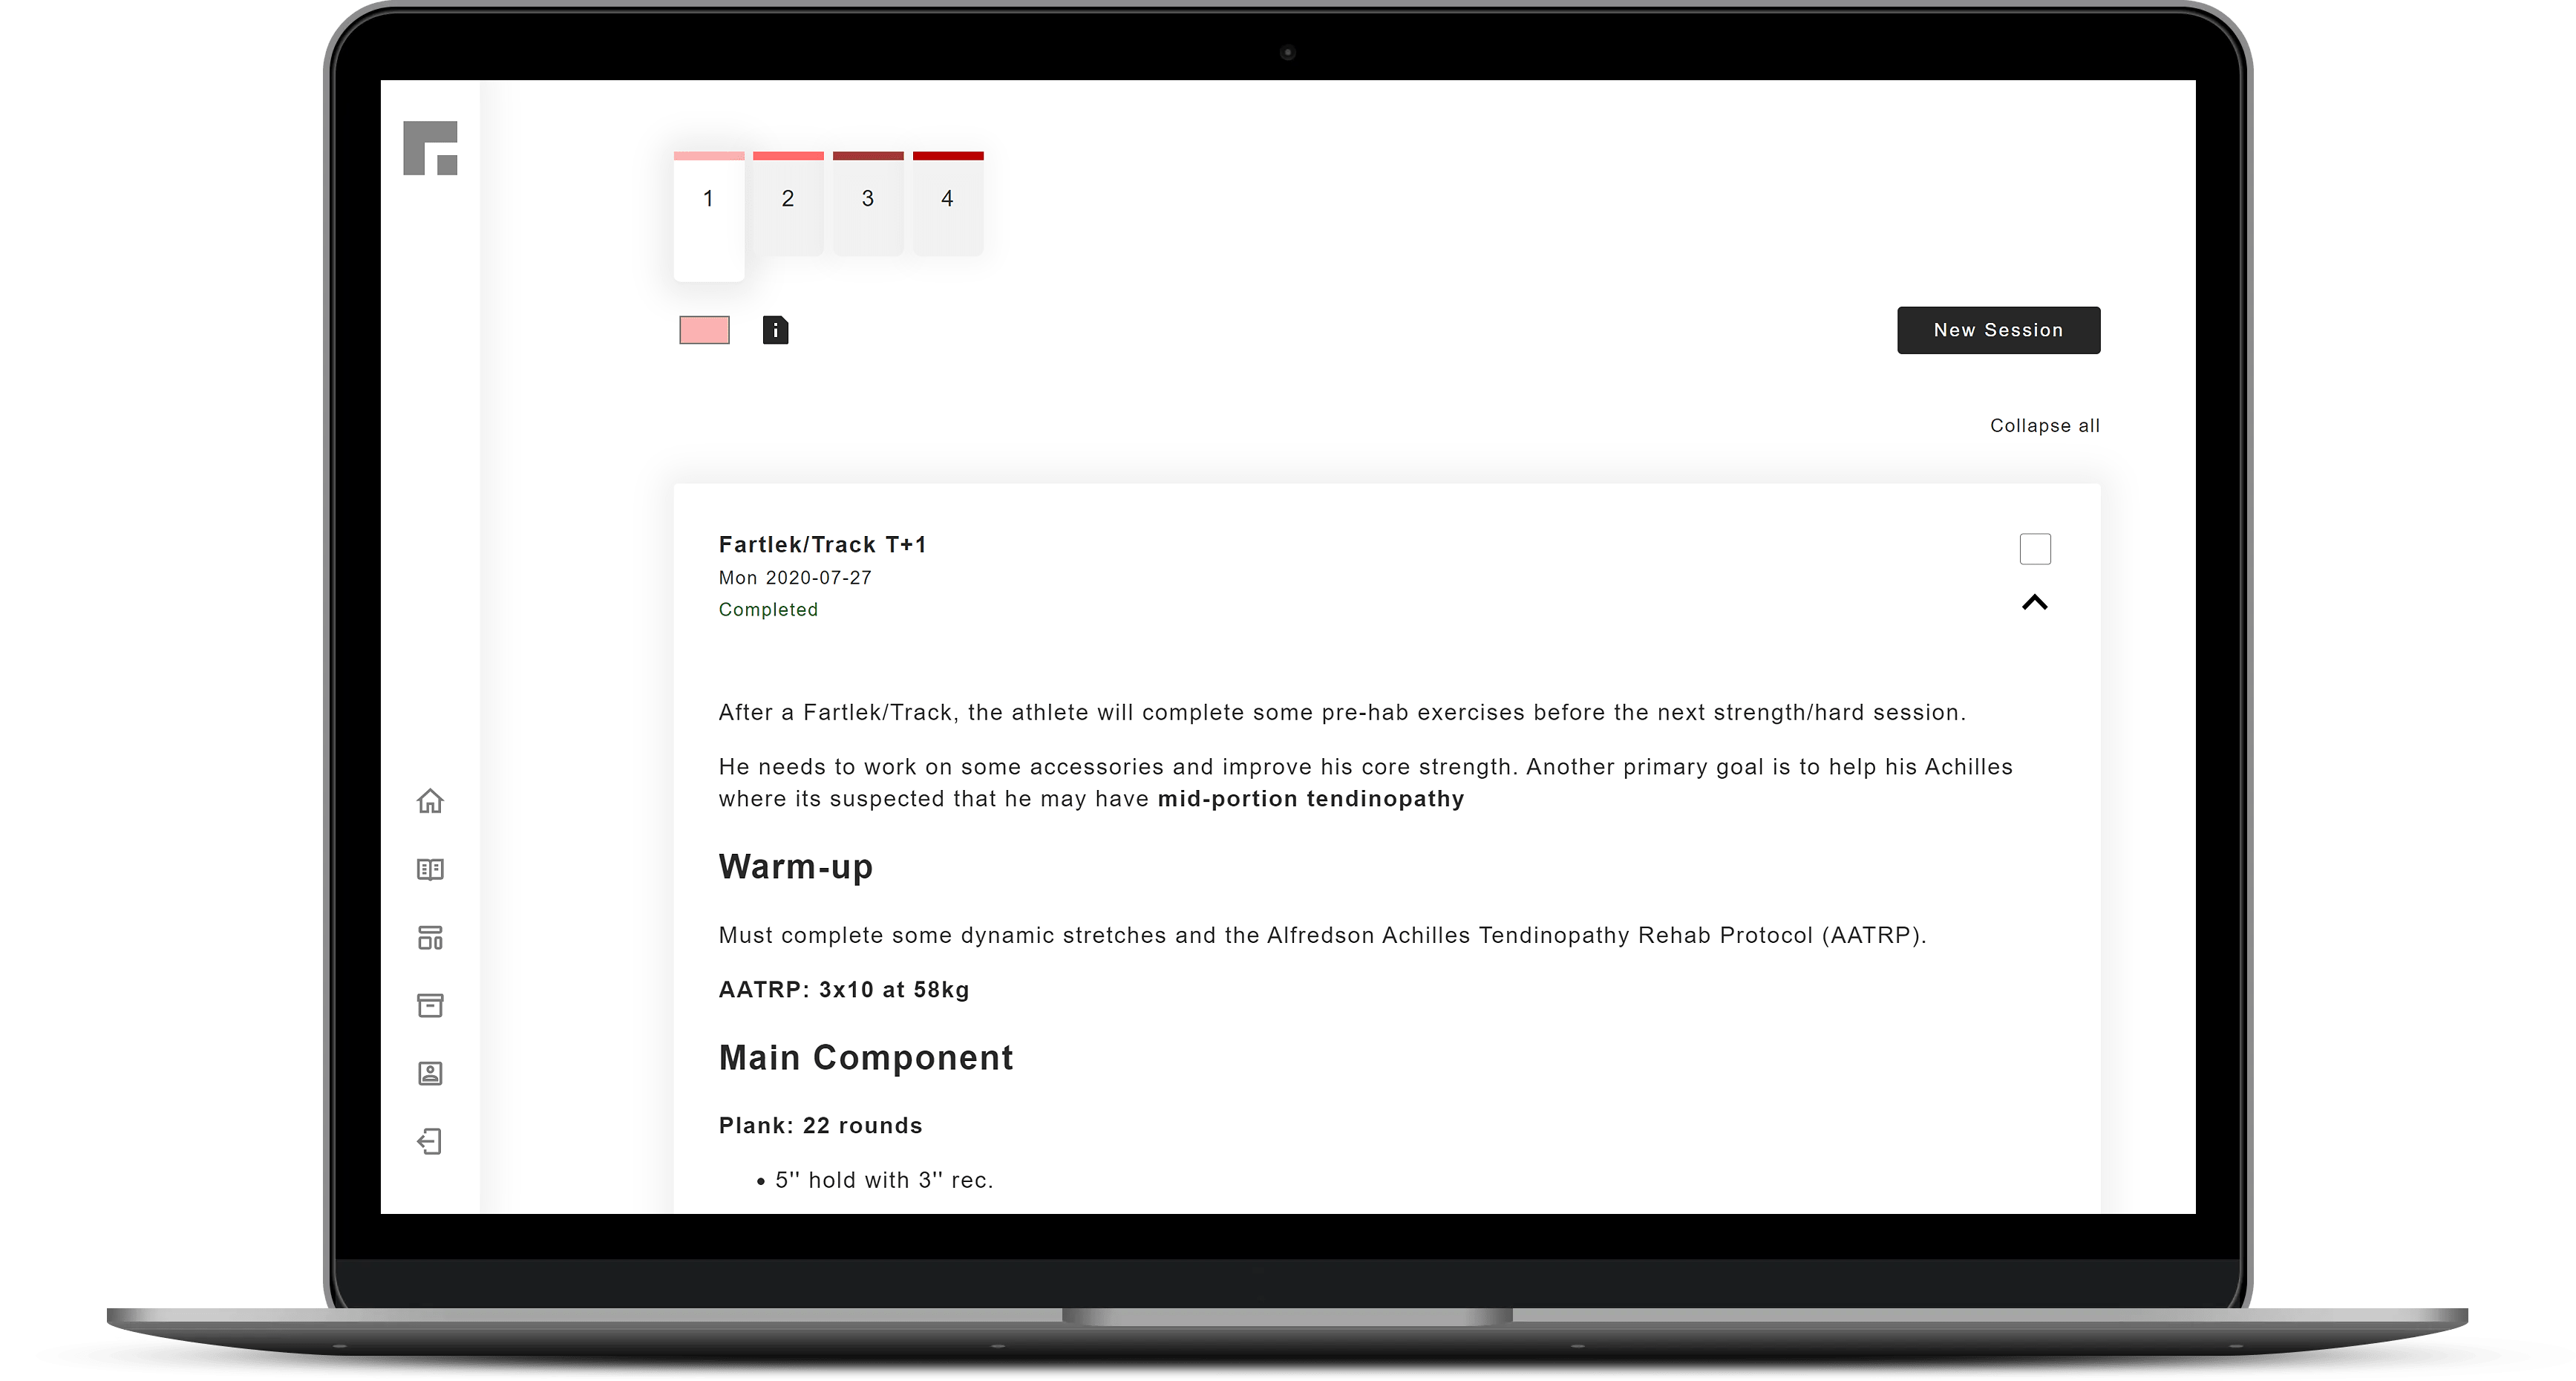 1 2 3 4
i
New Session
Collapse all
Fartlek/Track T+1
Mon 2020-07-27
Completed
After a Fartlek/Track, the athlete will complete some pre-hab exercises before the next strength/hard session.
He needs to work on some accessories and improve his core strength. Another primary goal is to help his Achilles
where its suspected that he may have mid-portion tendinopathy
Warm-up
Must complete some dynamic stretches and the Alfredson Achilles Tendinopathy Rehab Protocol (AATRP).
AATRP: 3x10 at 58kg
Main Component
Plank: 22 rounds
• 5'' hold with 3'' rec.